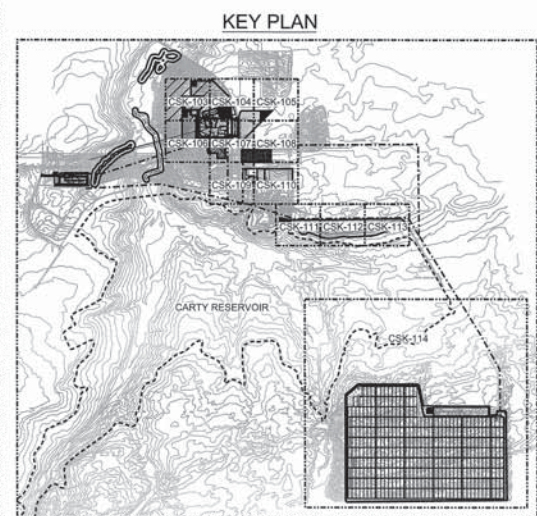 KEY PLAN
CSK-103 CSK-104 CSK-105
CSK-106 CSK-107 CSK-108
CSK-109 CSK-110
CSK-111 CSK-112 CSK-113
CARTY RESERVOIR
CSK-114